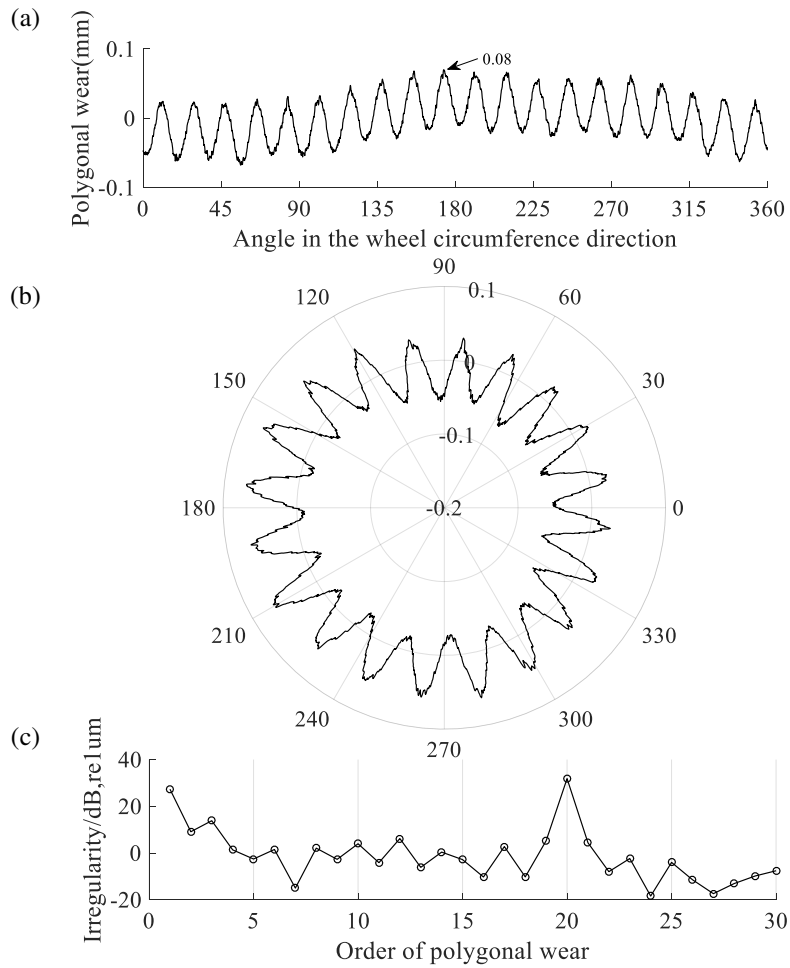 (a)
Polygonal wear(mm)
0.1
0
-0.1
0.08
0 45 90 135 180 225 270 315 360
Angle in the wheel circumference direction
(b)
90
120 0.1 60
150 0 30
-0.1
180 -0.2 0
210 330
240 300
270
(c)
Irregularity/dB,re1um
40
20
0
-20
0 5 10 15 20 25 30
Order of polygonal wear